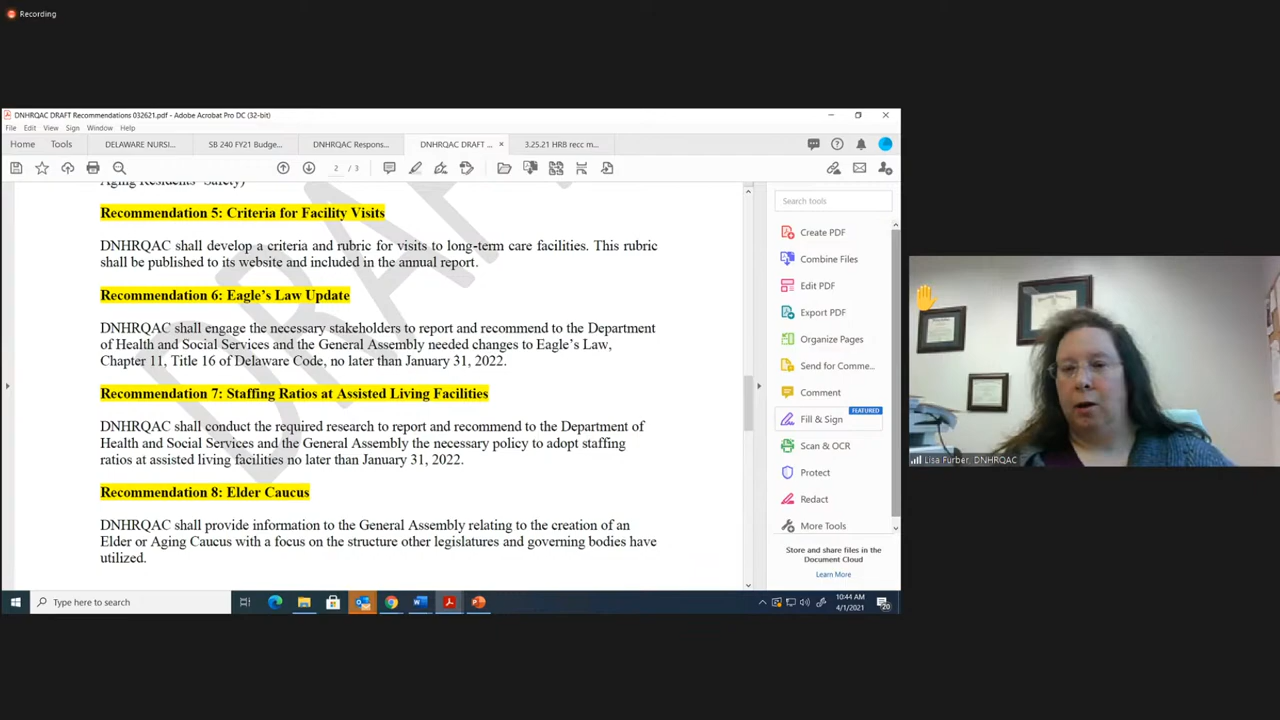 Recording
DNHRQAC DRAFT Recommendations 032621.pdf - Adobe Acrobat Pro DC (32-bit)
File Edit View Sign Window Help
Home Tools DELAWARE NURSI... SB 240 FY21 Budge... DNHRQAC Respons... DNHRQAC DRAFT ... × 3.25.21 HRB recc m...
2 / 3
Aging Residents' Safety)
Recommendation 5: Criteria for Facility Visits
DNHRQAC shall develop a criteria and rubric for visits to long-term care facilities. This rubric
shall be published to its website and included in the annual report.
Recommendation 6: Eagle's Law Update
DNHRQAC shall engage the necessary stakeholders to report and recommend to the Department
of Health and Social Services and the General Assembly needed changes to Eagle's Law,
Chapter 11, Title 16 of Delaware Code, no later than January 31, 2022.
Recommendation 7: Staffing Ratios at Assisted Living Facilities
DNHRQAC shall conduct the required research to report and recommend to the Department of
Health and Social Services and the General Assembly the necessary policy to adopt staffing
ratios at assisted living facilities no later than January 31, 2022.
Recommendation 8: Elder Caucus
DNHRQAC shall provide information to the General Assembly relating to the creation of an
Elder or Aging Caucus with a focus on the structure other legislatures and governing bodies have
utilized.
DRAFT
Search tools
Create PDF
Combine Files
Edit PDF
Export PDF
Organize Pages
Send for Comme...
Comment
FEATURED
Fill & Sign
Scan & OCR
Protect
Redact
More Tools
Store and share files in the
Document Cloud
Learn More
Lisa Furber, DNHRQAC
Type here to search
10:44 AM
4/1/2021
20